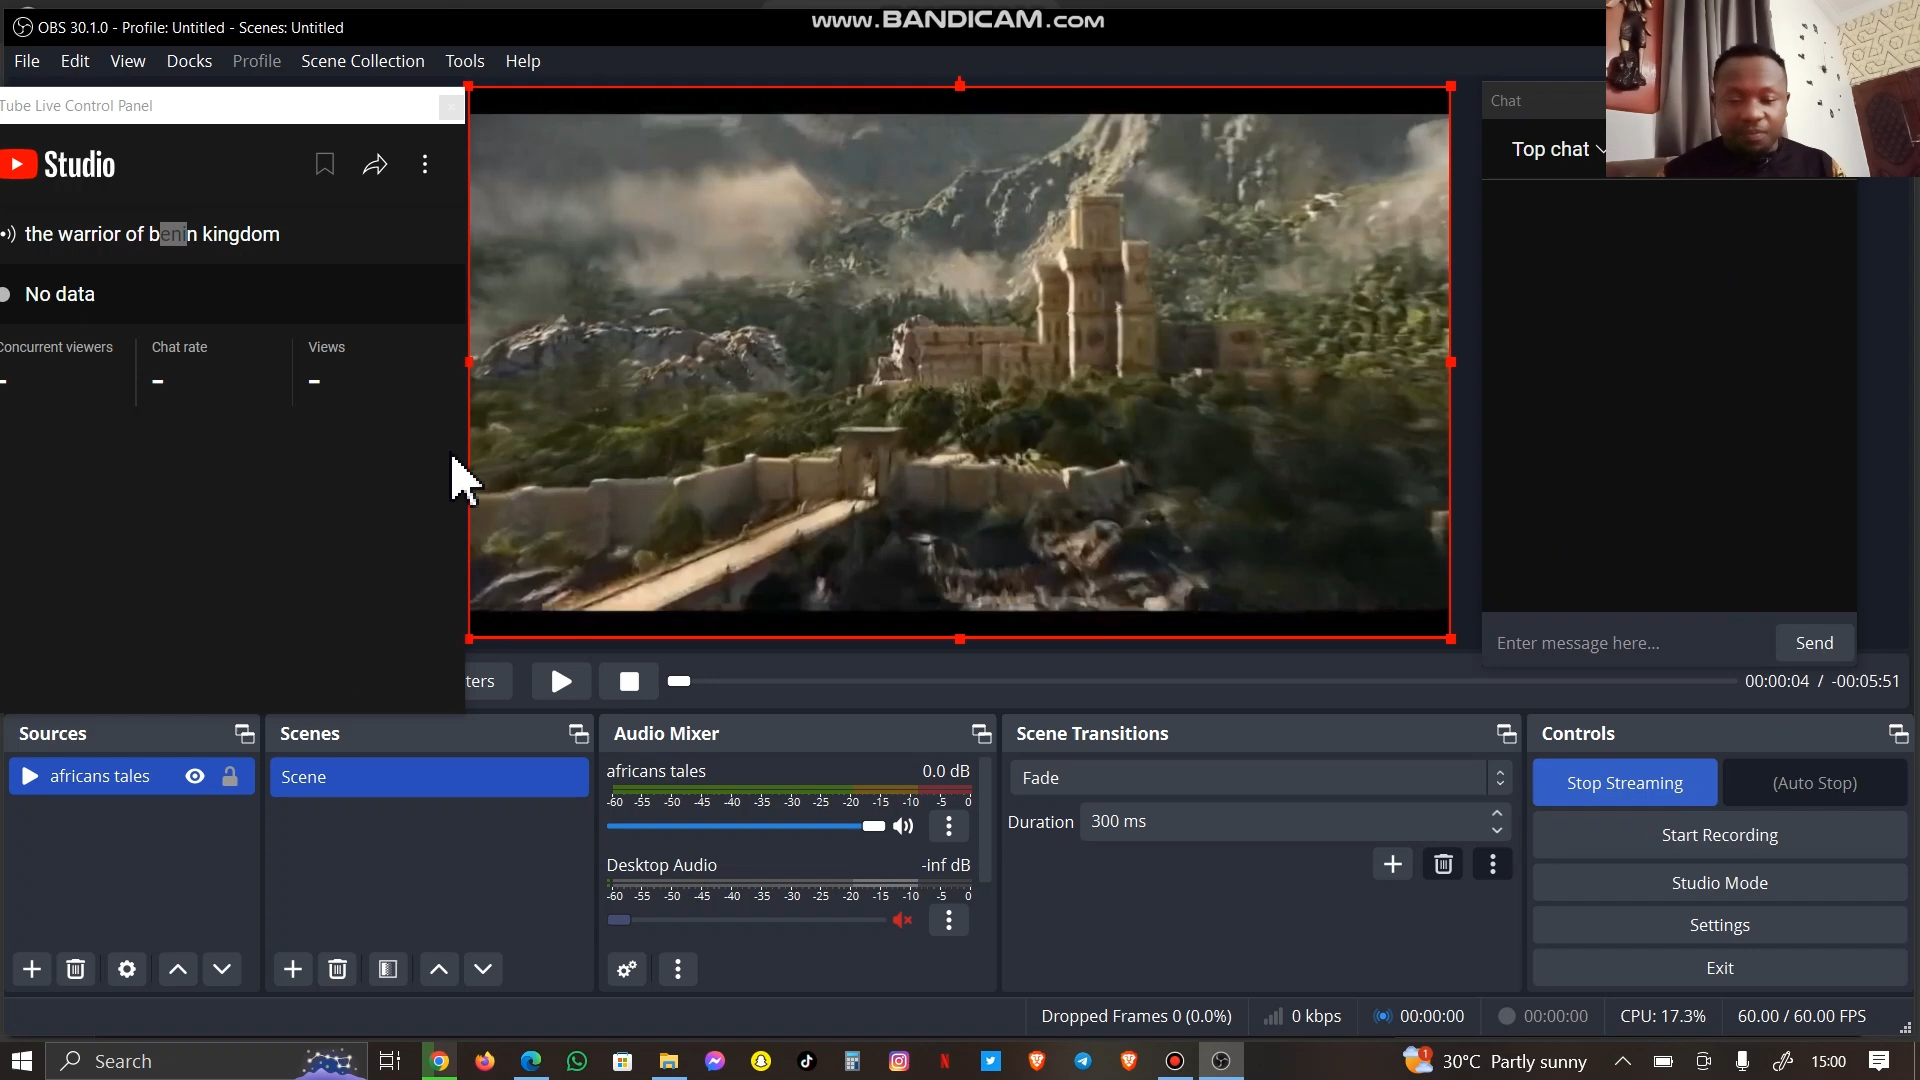 www.BANDICAM.com
OBS 30.1.0 - Profile: Untitled - Scenes: Untitled
File Edit View Docks Profile Scene Collection Tools Help
Tube Live Control Panel
Studio
the warrior of benin kingdom
No data
Concurrent viewers Chat rate Views
- - -
Chat
Top chat
Enter message here... Send
ters
00:00:04 / -00:05:51
Sources
africans tales
Scenes
Scene
Audio Mixer
africans tales 0.0 dB
-60 -55 -50 -45 -40 -35 -30 -25 -20 -15 -10 -5 0
Desktop Audio -inf dB
-60 -55 -50 -45 -40 -35 -30 -25 -20 -15 -10 -5 0
Scene Transitions
Fade
Duration 300 ms
Controls
Stop Streaming (Auto Stop)
Start Recording
Studio Mode
Settings
Exit
Dropped Frames 0 (0.0%) 0 kbps 00:00:00 00:00:00 CPU: 17.3% 60.00 / 60.00 FPS
Search
1
30°C Partly sunny
15:00